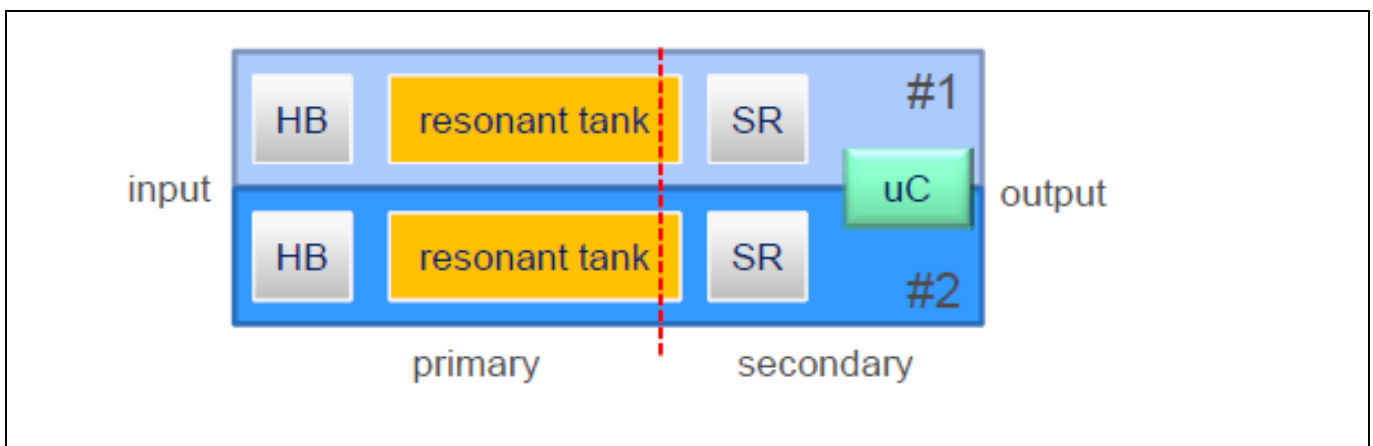 #1
HB resonant tank SR
input uC output
HB resonant tank SR
#2
primary secondary